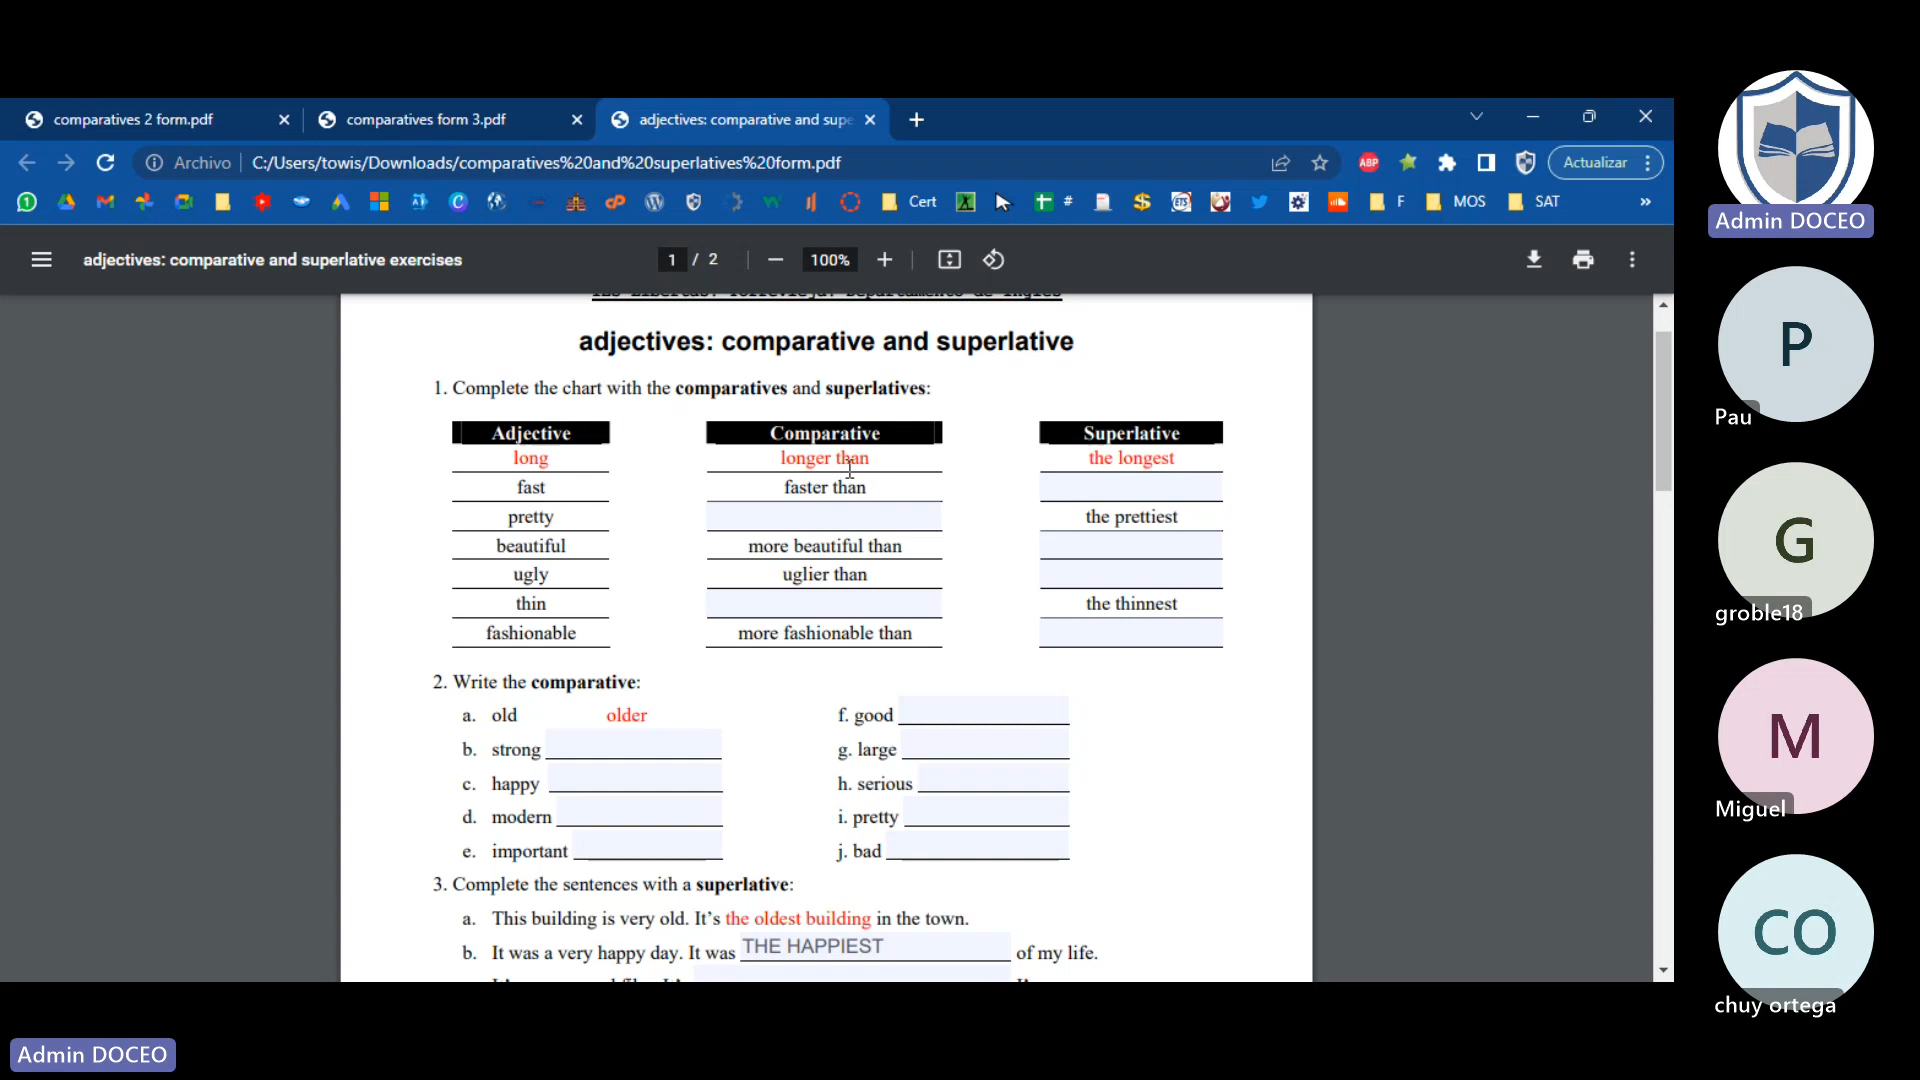 comparatives 2 form.pdf
comparatives form 3.pdf
adjectives: comparative and supe
Archivo
C:/Users/towis/Downloads/comparatives%20and%20superlatives%20form.pdf
ABP
Actualizar
Cert
#
F
MOS
SAT
»
adjectives: comparative and superlative exercises
1 / 2
100%
adjectives: comparative and superlative
1. Complete the chart with the comparatives and superlatives:
Adjective Comparative Superlative
long longer than the longest
fast faster than
pretty the prettiest
beautiful more beautiful than
ugly uglier than
thin the thinnest
fashionable more fashionable than
2. Write the comparative:
a. old older f. good
b. strong g. large
c. happy h. serious
d. modern i. pretty
e. important j. bad
3. Complete the sentences with a superlative:
a. This building is very old. It's the oldest building in the town.
b. It was a very happy day. It was THE HAPPIEST of my life.
Admin DOCEO
P
Pau
G
groble18
M
Miguel
CO
chuy ortega
Admin DOCEO